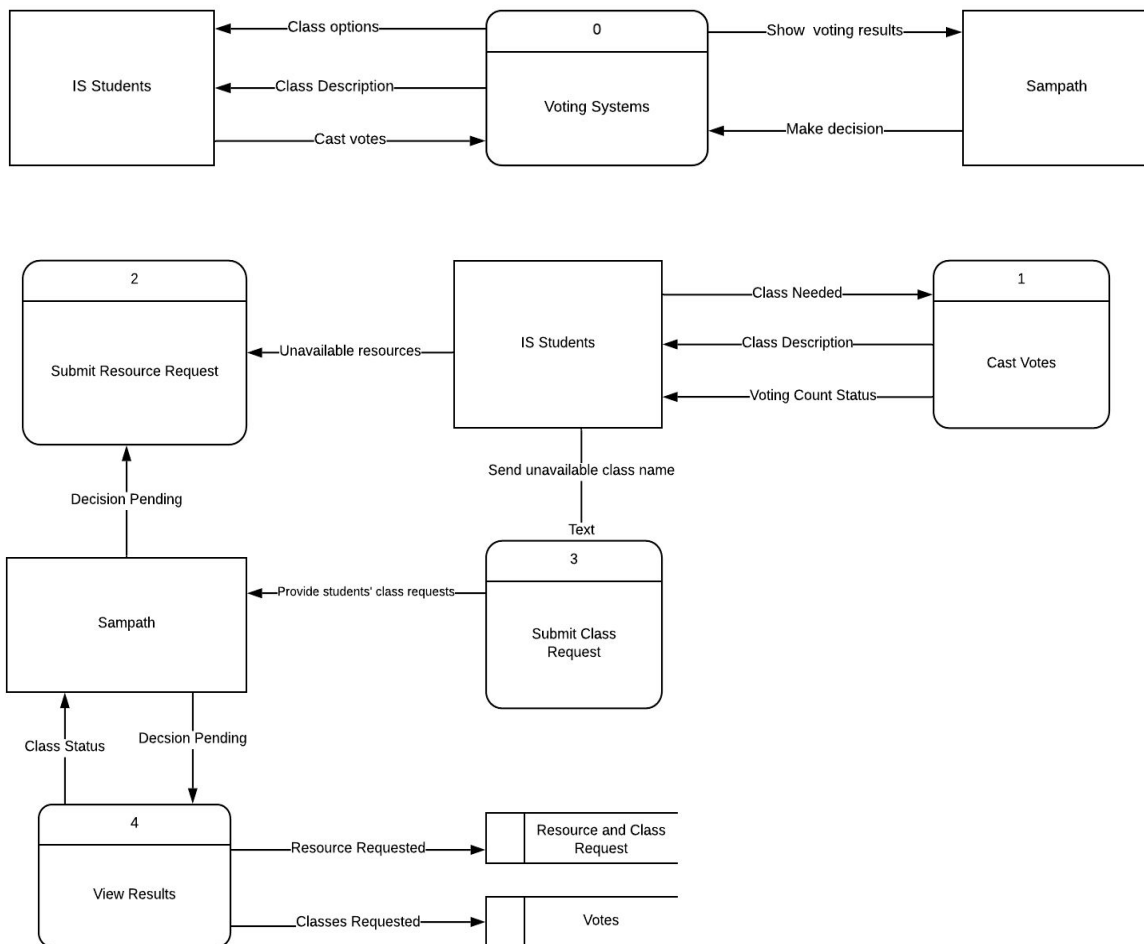 Class options
0
Show  voting results
IS Students
Class Description
Voting Systems
Sampath
Cast votes
Make decision
2
1
Class Needed
IS Students
Class Description
Unavailable resources
Submit Resource Request
Cast Votes
Voting Count Status
Send unavailable class name
Decision Pending
Text
3
Provide students' class requests
Sampath
Submit Class
Request
Class Status
Decsion Pending
4
Resource and Class
Request
Resource Requested
View Results
Classes Requested
Votes